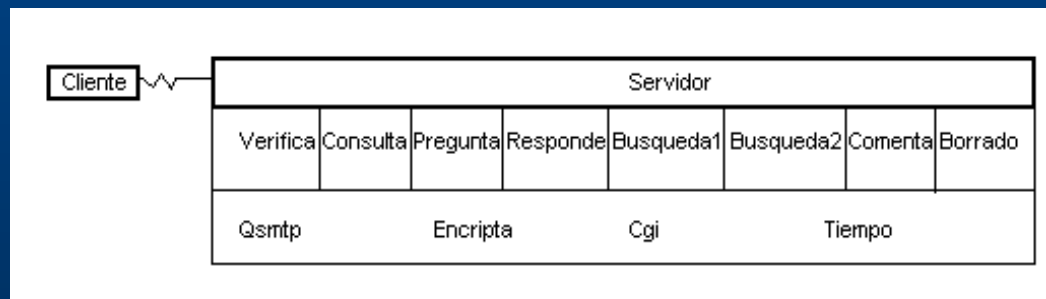 Cliente
Servidor
Verifica Consulta Pregunta Responde Busqueda1 Busqueda2 Comenta Borrado
Qsmtp Encripta Cgi Tiempo